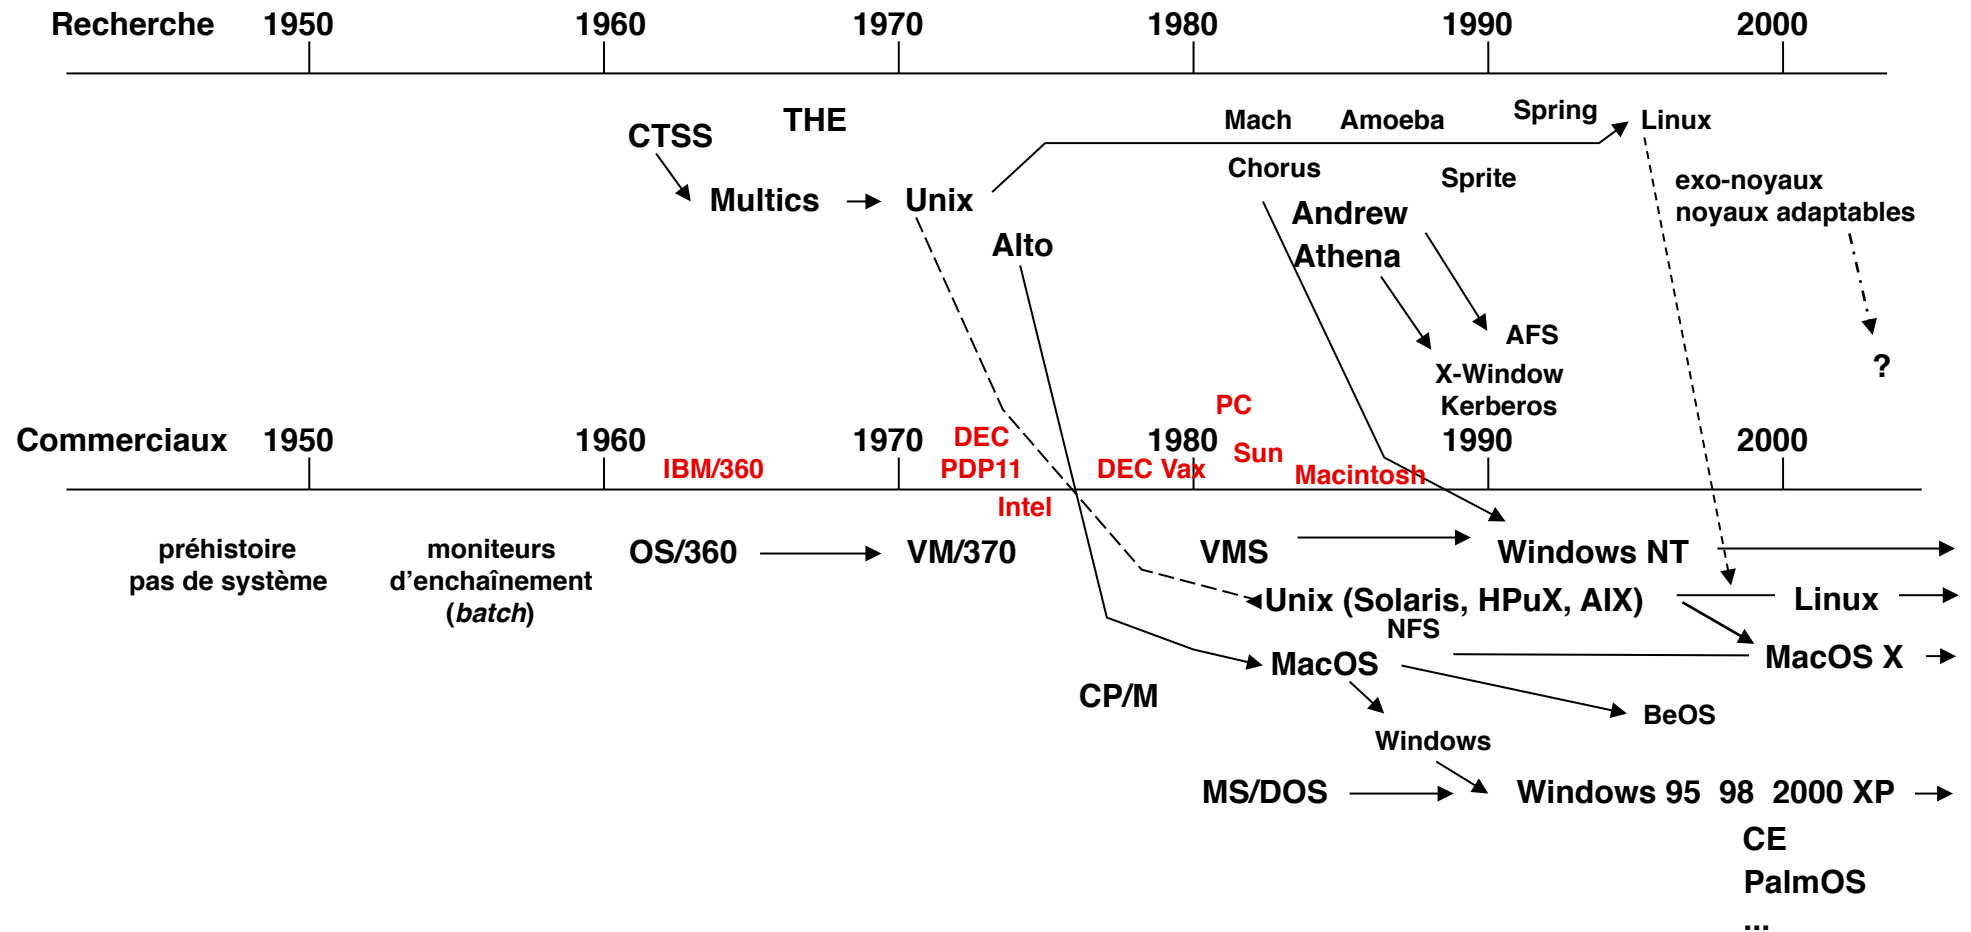 Recherche 1950 1960 1970 1980 1990 2000
THE
CTSS
Mach Amoeba Spring Linux
Chorus Sprite
exo-noyaux
noyaux adaptables
Multics Unix
Andrew
Alto
Athena
AFS
?
X-Window
Kerberos
PC
Commerciaux 1950 1960 1970 1980 1990 2000
DEC
PDP11
IBM/360
DEC Vax
Sun
Macintosh
Intel
préhistoire
pas de système
moniteurs
d’enchaînement
(batch)
OS/360 VM/370 VMS Windows NT
Unix (Solaris, HPuX, AIX) Linux
NFS
MacOS MacOS X
CP/M
BeOS
Windows
MS/DOS Windows 95 98 2000 XP
CE
PalmOS
...